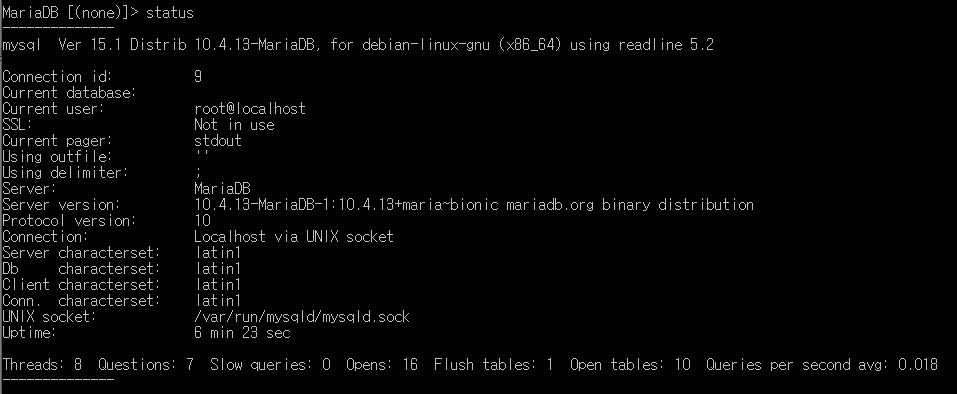 MariaDB [(none)]> status
--------------
mysql  Ver 15.1 Distrib 10.4.13-MariaDB, for debian-linux-gnu (x86_64) using readline 5.2
Connection id:          9
Current database:
Current user:           root@localhost
SSL:                    Not in use
Current pager:          stdout
Using outfile:          ''
Using delimiter:        ;
Server:                 MariaDB
Server version:         10.4.13-MariaDB-1:10.4.13+maria~bionic mariadb.org binary distribution
Protocol version:       10
Connection:             Localhost via UNIX socket
Server characterset:    latin1
Db     characterset:    latin1
Client characterset:    latin1
Conn.  characterset:    latin1
UNIX socket:            /var/run/mysqld/mysqld.sock
Uptime:                 6 min 23 sec
Threads: 8  Questions: 7  Slow queries: 0  Opens: 16  Flush tables: 1  Open tables: 10  Queries per second avg: 0.018
--------------